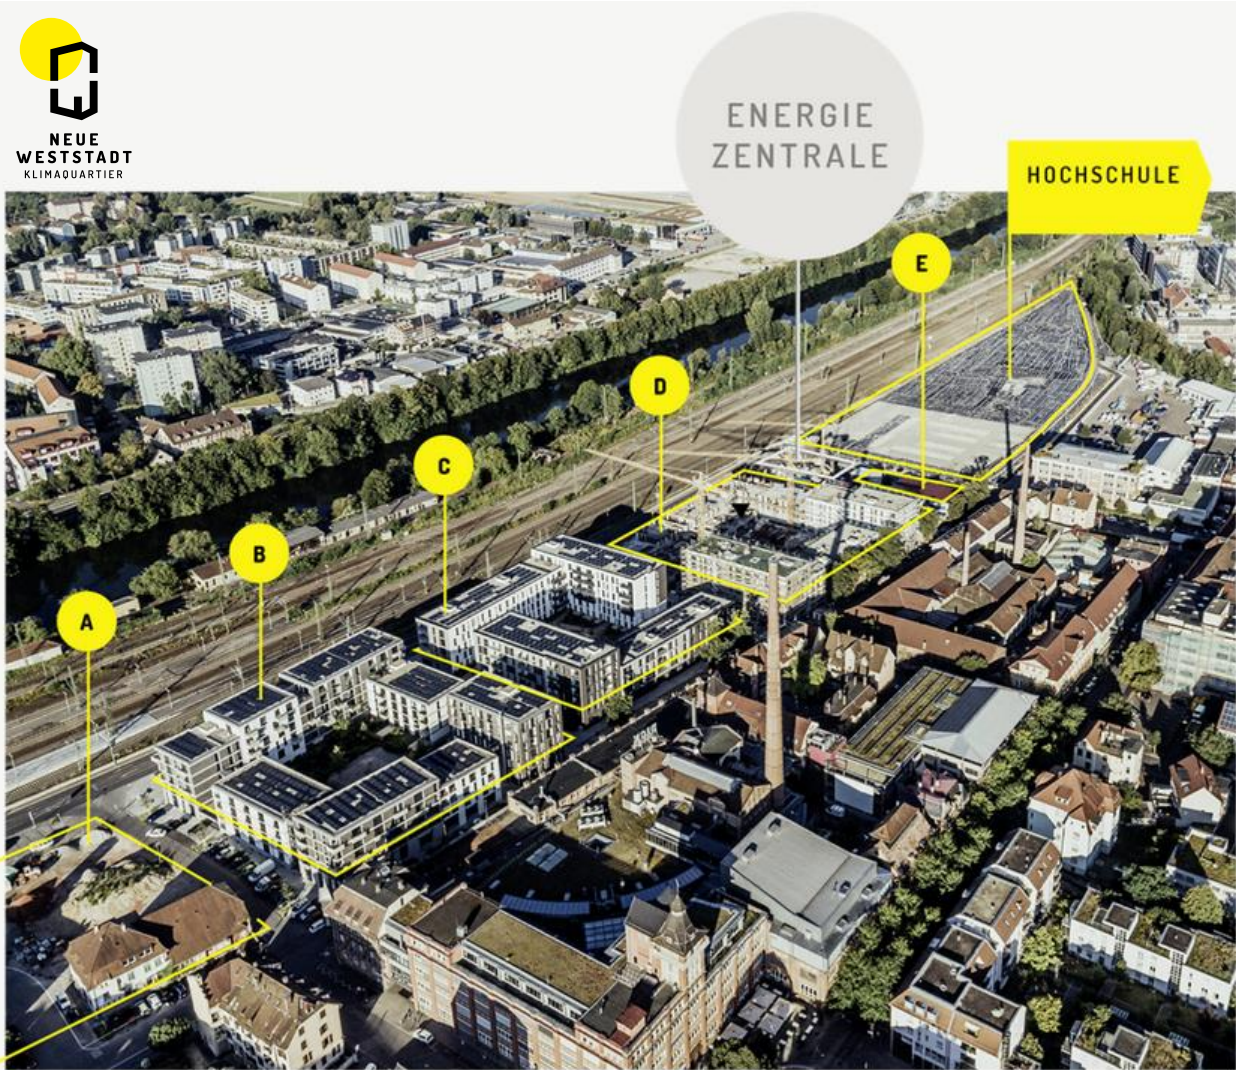 NEUE
WESTSTADT
KLIMAQUARTIER
ENERGIE
ZENTRALE
HOCHSCHULE
E
D
C
B
A